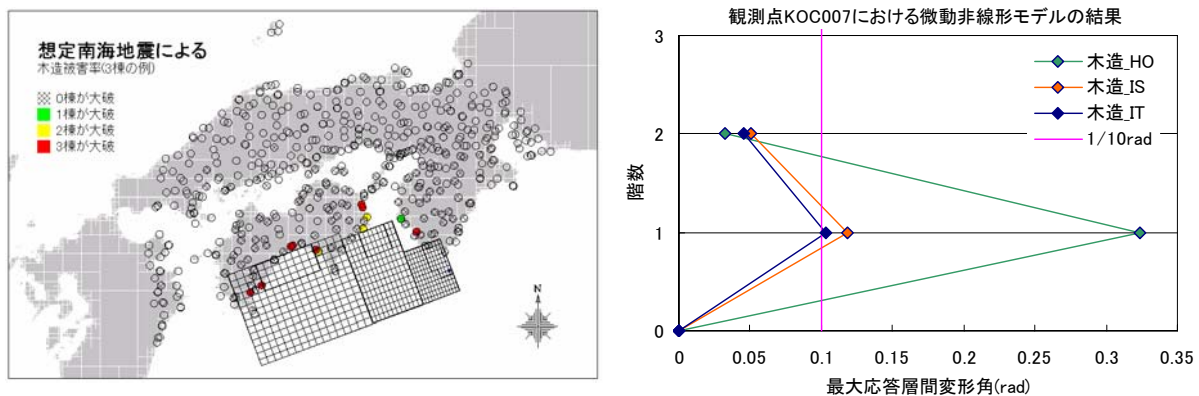 想定南海地震による
木造被害率(3棟の例)
0棟が大破
1棟が大破
2棟が大破
3棟が大破
N
観測点KOC007における微動非線形モデルの結果
木造_HO
木造_IS
木造_IT
1/10rad
階数
3
2
1
0
0 0.05 0.1 0.15 0.2 0.25 0.3 0.35
最大応答層間変形角(rad)